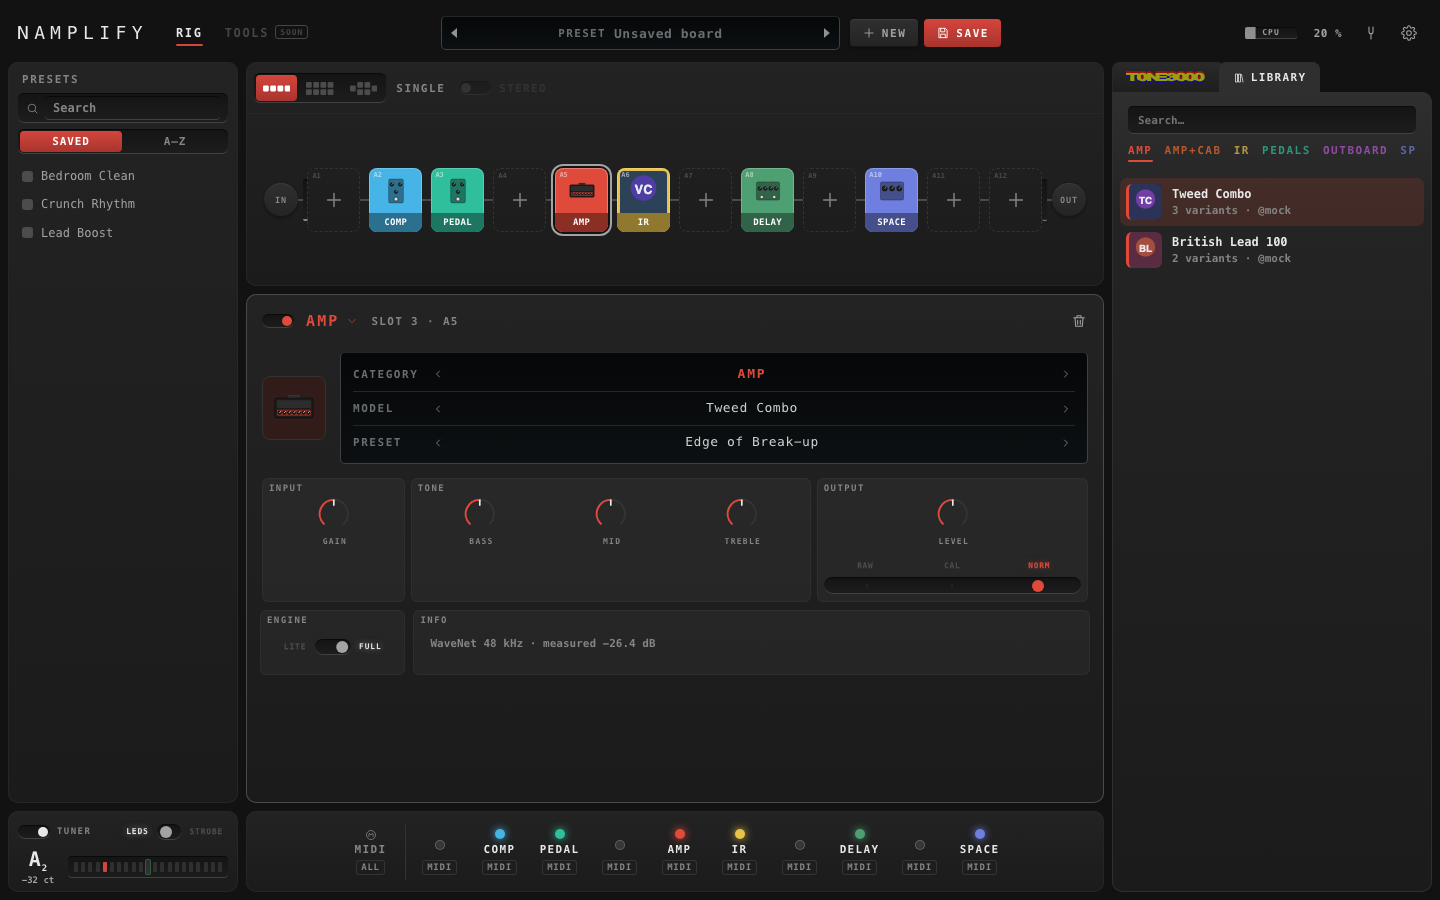 NAMPLIFY
RIG
TOOLS SOON
PRESET Unsaved board
NEW
SAVE
CPU
20 %
PRESETS
Search
SAVED
A–Z
Bedroom Clean
Crunch Rhythm
Lead Boost
SINGLE
STEREO
IN
A1
A2
COMP
A3
PEDAL
A4
A5
AMP
A6
VC
IR
A7
A8
DELAY
A9
A10
SPACE
A11
A12
OUT
AMP
SLOT 3 · A5
CATEGORY
AMP
MODEL
Tweed Combo
PRESET
Edge of Break-up
INPUT
GAIN
TONE
BASS
MID
TREBLE
OUTPUT
LEVEL
RAW
CAL
NORM
ENGINE
LITE
FULL
INFO
WaveNet 48 kHz · measured −26.4 dB
TONE3000
LIBRARY
Search…
AMP
AMP+CAB
IR
PEDALS
OUTBOARD
SP
TC
Tweed Combo
3 variants · @mock
BL
British Lead 100
2 variants · @mock
TUNER
LEDS
STROBE
A2
−32 ct
MIDI
ALL
MIDI
COMP
MIDI
PEDAL
MIDI
MIDI
AMP
MIDI
IR
MIDI
MIDI
DELAY
MIDI
MIDI
SPACE
MIDI